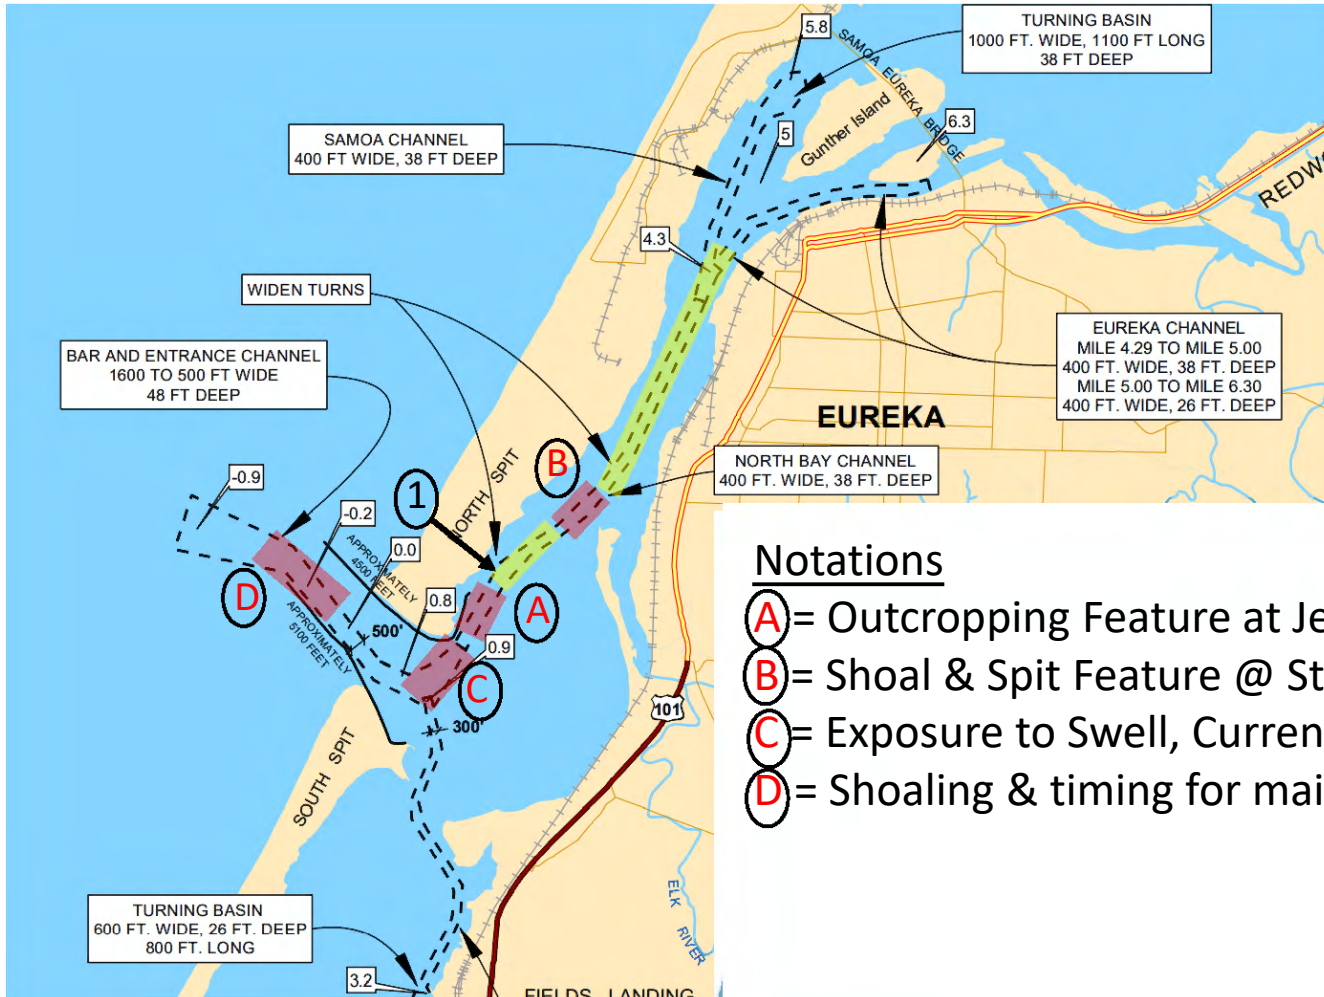 5.8
TURNING BASIN
1000 FT. WIDE, 1100 FT LONG
38 FT DEEP
SAMOA EUREKA BRIDGE
Gunther Island
6.3
5
SAMOA CHANNEL
400 FT WIDE, 38 FT DEEP
REDW
4.3
WIDEN TURNS
EUREKA CHANNEL
MILE 4.29 TO MILE 5.00
400 FT. WIDE, 38 FT. DEEP
MILE 5.00 TO MILE 6.30
400 FT. WIDE, 26 FT. DEEP
BAR AND ENTRANCE CHANNEL
1600 TO 500 FT WIDE
48 FT DEEP
EUREKA
NORTH BAY CHANNEL
400 FT. WIDE, 38 FT. DEEP
B
-0.9
1
NORTH SPIT
-0.2
0.0
APPROXIMATELY
4500 FEET
D
0.8
A
APPROXIMATELY
5100 FEET
500'
0.9
C
300'
101
SOUTH SPIT
Notations
A = Outcropping Feature at Je
B = Shoal & Spit Feature @ St
C = Exposure to Swell, Curren
D = Shoaling & timing for mai
ELK
RIVER
TURNING BASIN
600 FT. WIDE, 26 FT. DEEP
800 FT. LONG
3.2
FIELDS LANDING